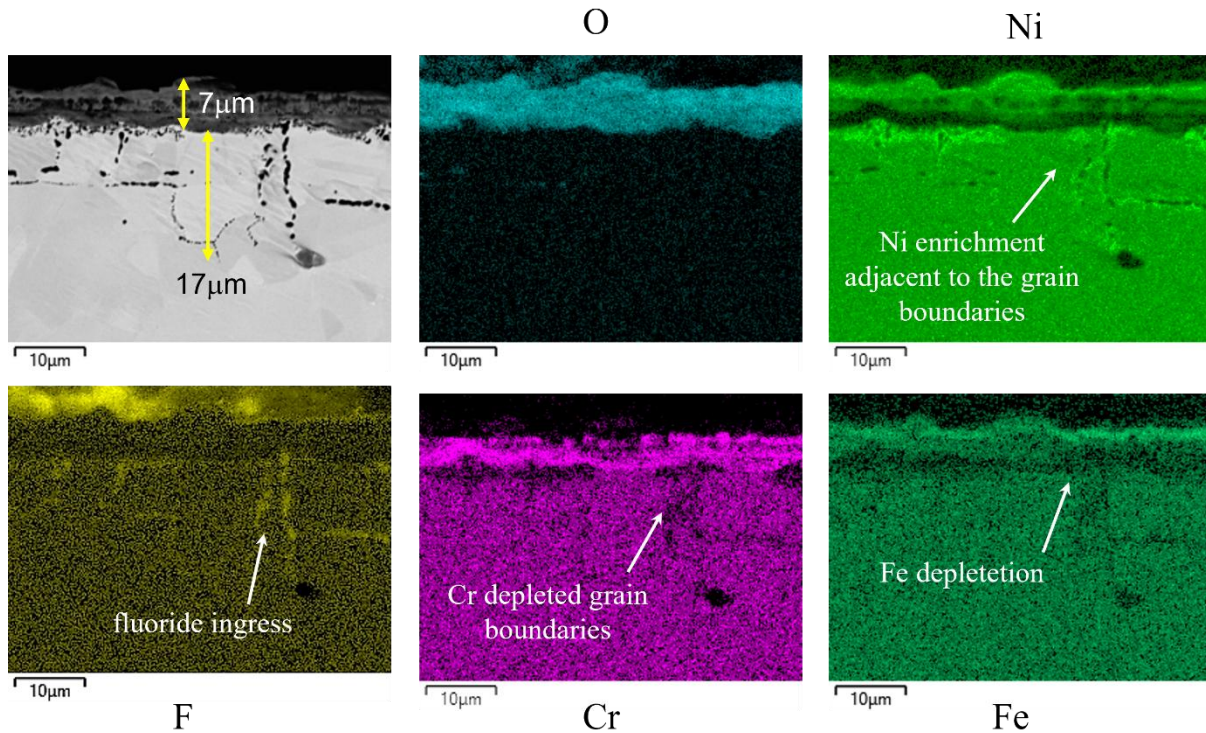 O
Ni
7μm
17μm
Ni enrichment
adjacent to the grain
boundaries
10μm
10μm
10μm
fluoride ingress
Cr depleted grain
boundaries
Fe depletetion
10μm
10μm
10μm
F
Cr
Fe